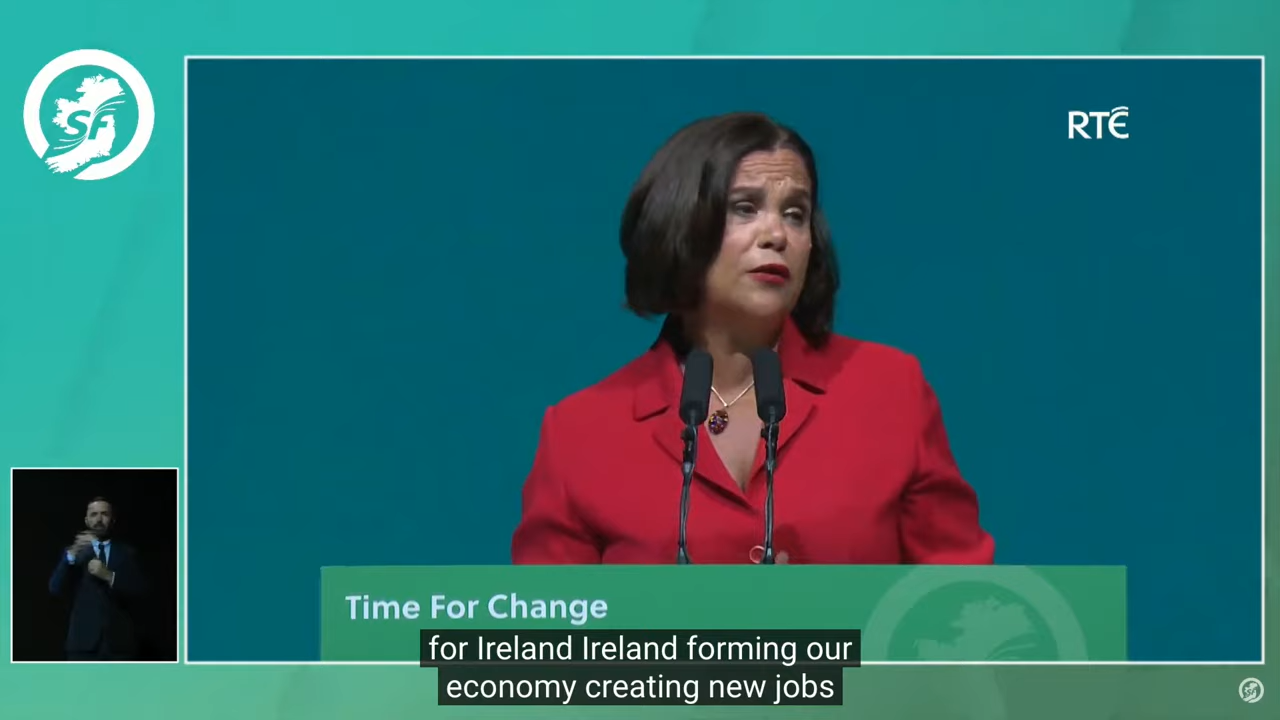 SF
RTÉ
Time For Change
for Ireland Ireland forming our
economy creating new jobs